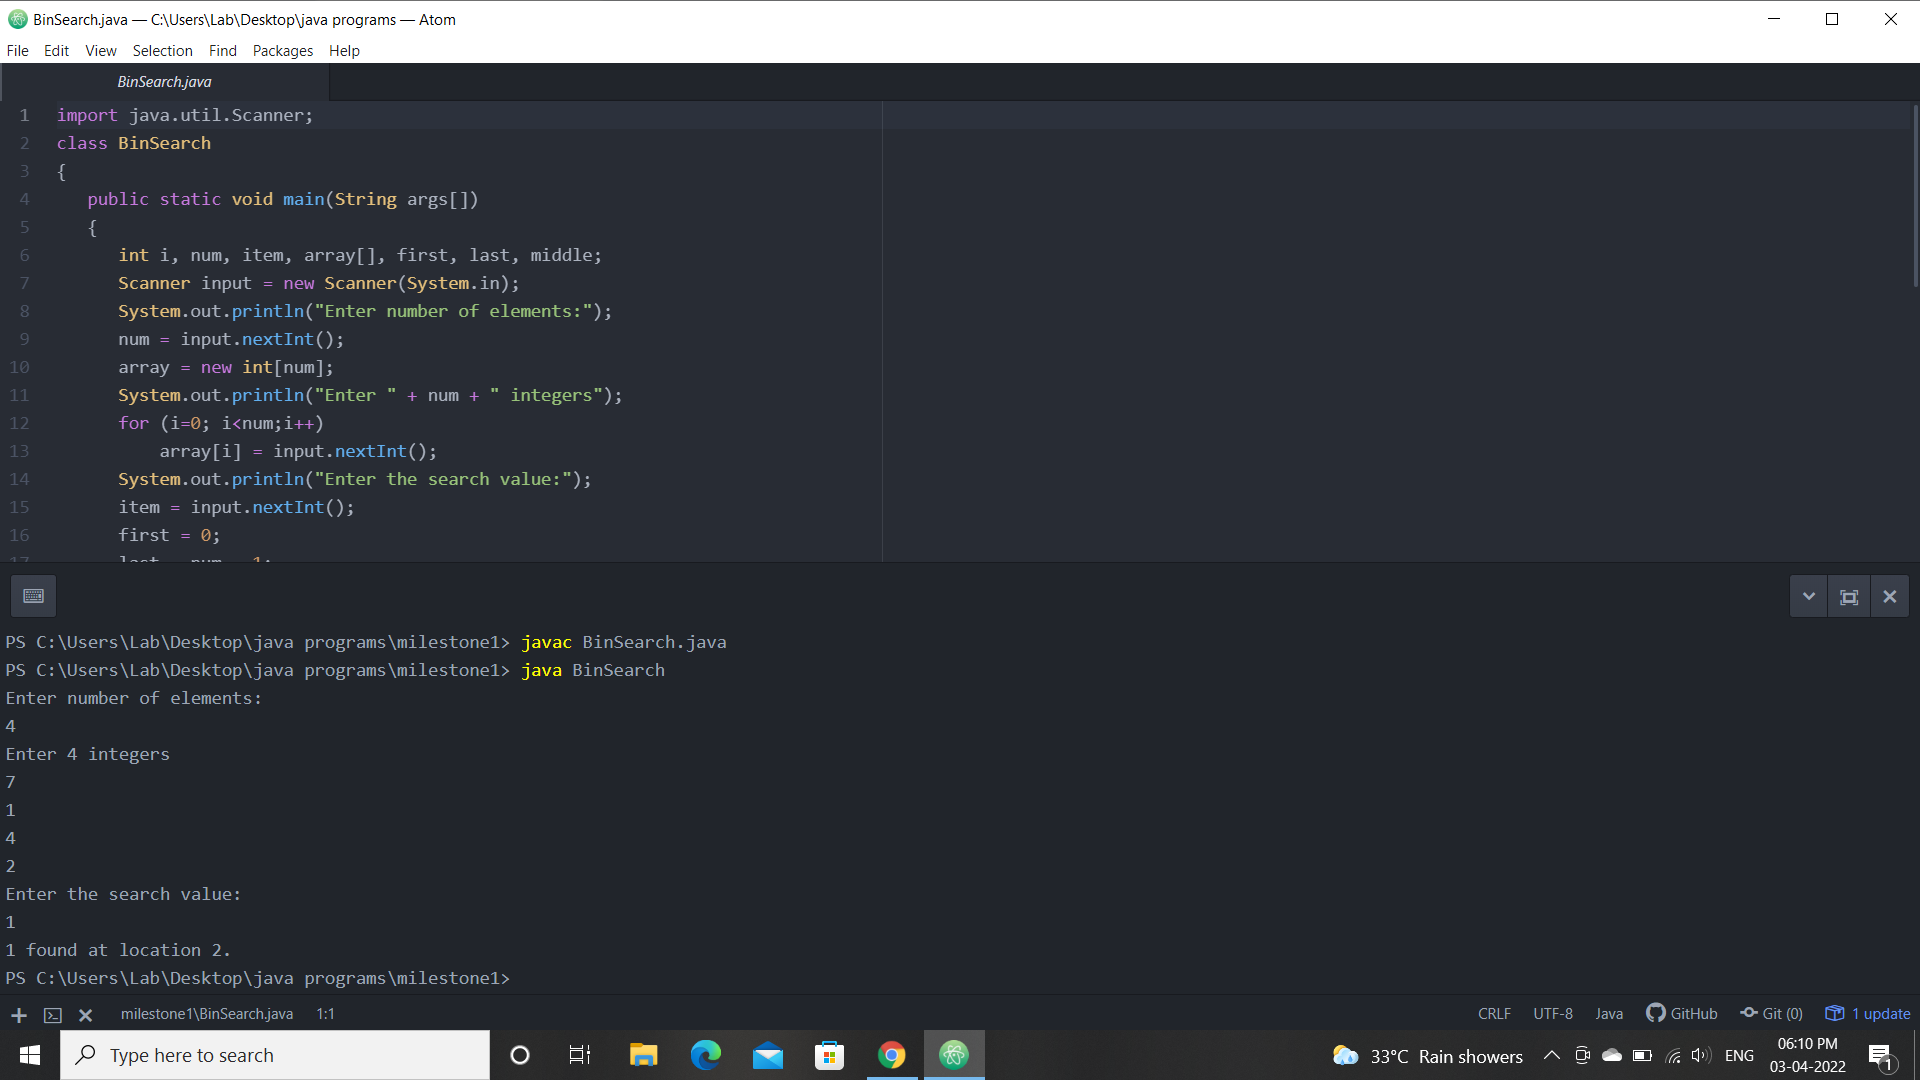 BinSearch.java — C:\Users\Lab\Desktop\java programs — Atom
File Edit View Selection Find Packages Help
BinSearch.java
1 import java.util.Scanner;
2 class BinSearch
3 {
4 public static void main(String args[])
5 {
6 int i, num, item, array[], first, last, middle;
7 Scanner input = new Scanner(System.in);
8 System.out.println("Enter number of elements:");
9 num = input.nextInt();
10 array = new int[num];
11 System.out.println("Enter " + num + " integers");
12 for (i=0; i<num;i++)
13 array[i] = input.nextInt();
14 System.out.println("Enter the search value:");
15 item = input.nextInt();
16 first = 0;
17 last = num - 1;
PS C:\Users\Lab\Desktop\java programs\milestone1> javac BinSearch.java
PS C:\Users\Lab\Desktop\java programs\milestone1> java BinSearch
Enter number of elements:
4
Enter 4 integers
7
1
4
2
Enter the search value:
1
1 found at location 2.
PS C:\Users\Lab\Desktop\java programs\milestone1>
milestone1\BinSearch.java 1:1 CRLF UTF-8 Java GitHub Git (0) 1 update
Type here to search 33°C Rain showers ENG 06:10 PM 03-04-2022 1